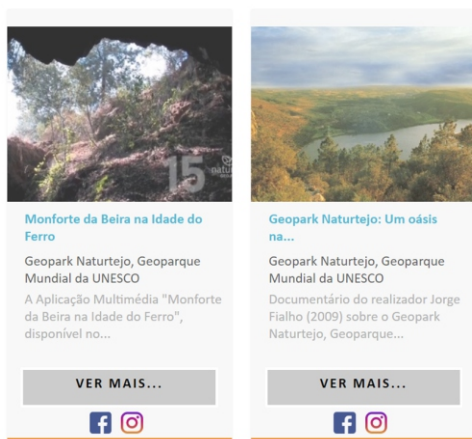 15
Monforte da Beira na Idade do
Ferro
Geopark Naturtejo, Geoparque
Mundial da UNESCO
A Aplicação Multimédia "Monforte
da Beira na Idade do Ferro",
disponível no...
VER MAIS...
Geopark Naturtejo: Um oásis
na...
Geopark Naturtejo, Geoparque
Mundial da UNESCO
Documentário do realizador Jorge
Fialho (2009) sobre o Geopark
Naturtejo, Geoparque...
VER MAIS...